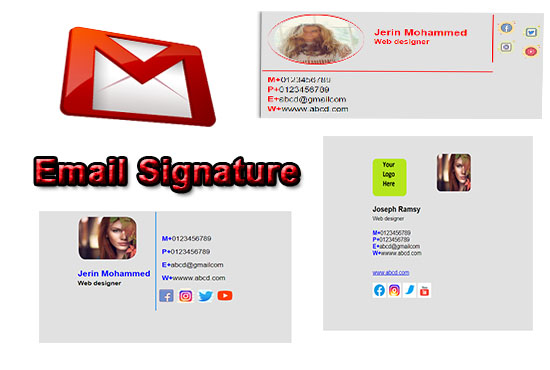 Jerin Mohammed
Web designer
M+0123456789
P+0123456789
E+abcd@gmailcom
W+wwww.abcd.com
Email Signature
Jerin Mohammed
Web designer
M+0123456789
P+0123456789
E+abcd@gmailcom
W+wwww.abcd.com
Your
Logo
Here
Joseph Ramsy
Web designer
M+0123456789
P+0123456789
E+abcd@gmailcom
W+wwww.abcd.com
www.abcd.com